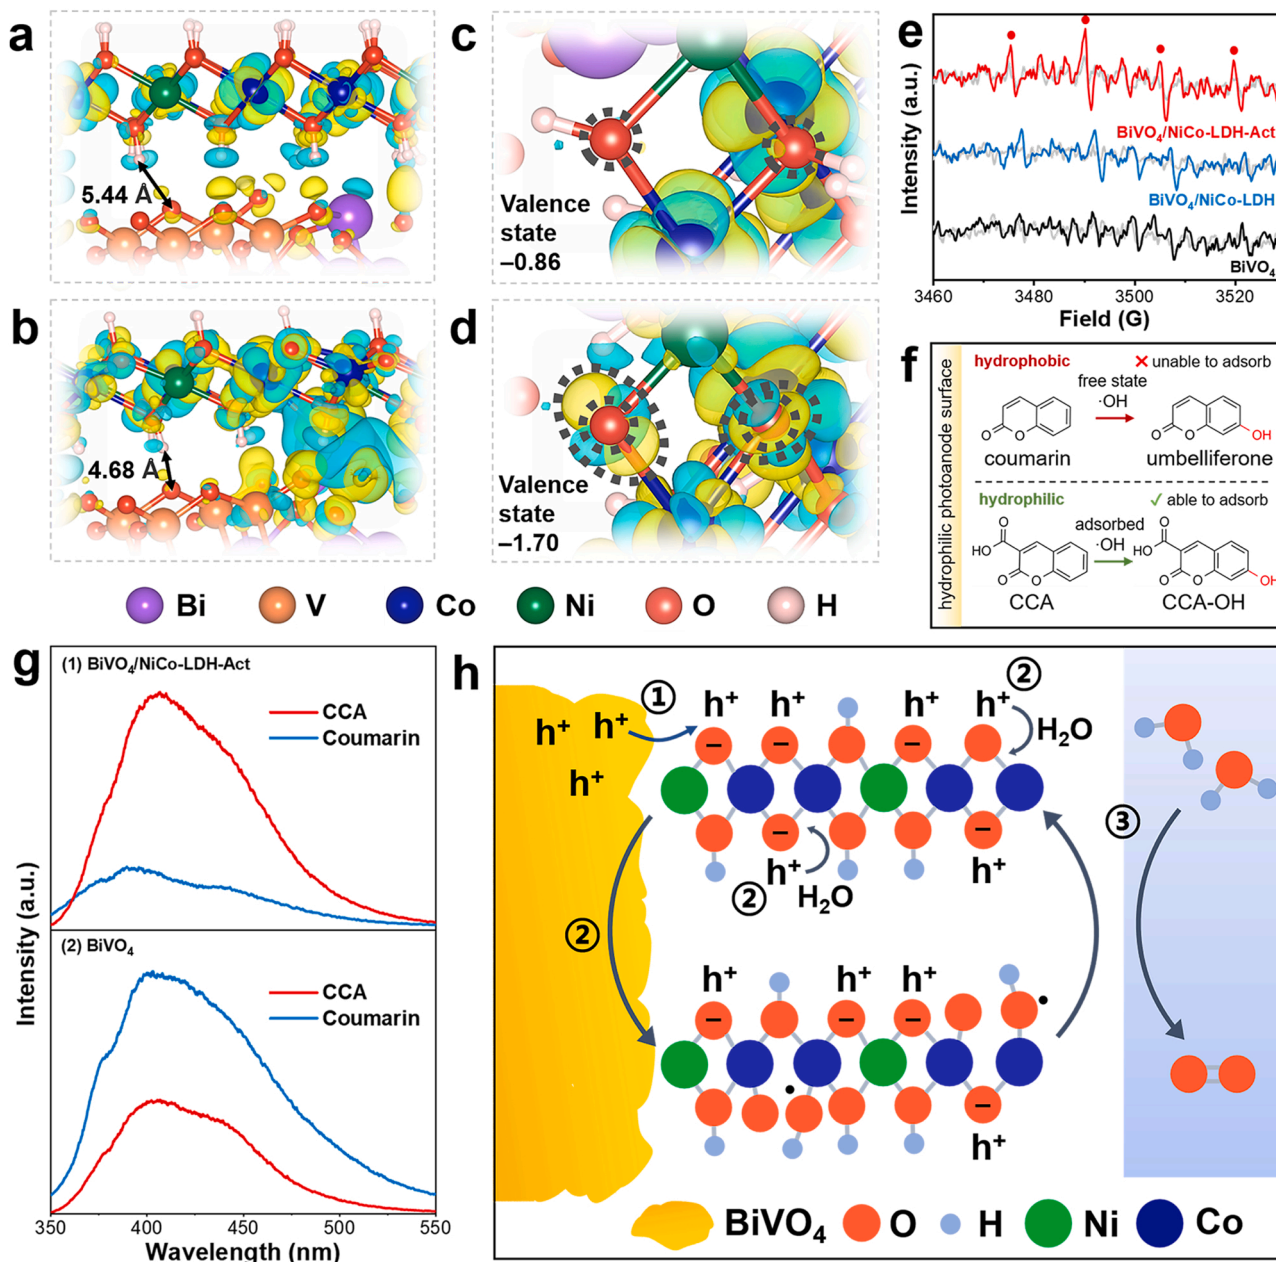 a
5.44 Å
b
4.68 Å
c
Valence
state
–0.86
d
Valence
state
–1.70
Bi
V
Co
Ni
O
H
e
Intensity (a.u.)
BiVO₄/NiCo-LDH-Act
BiVO₄/NiCo-LDH
BiVO₄
3460
3480
3500
3520
Field (G)
f
hydrophilic photoanode surface
hydrophobic
✕ unable to adsorb
free state
·OH
O
O
O
O
OH
coumarin
umbelliferone
hydrophilic
✓ able to adsorb
adsorbed
·OH
O
HO
O
O
O
HO
O
O
OH
CCA
CCA-OH
g
(1) BiVO₄/NiCo-LDH-Act
CCA
Coumarin
(2) BiVO₄
CCA
Coumarin
Intensity (a.u.)
350
400
450
500
550
Wavelength (nm)
h
h⁺
h⁺
h⁺
①
h⁺
h⁺
h⁺
h⁺
②
H₂O
–
–
–
–
–
②
h⁺
H₂O
h⁺
②
③
h⁺
h⁺
h⁺
–
–
–
–
h⁺
BiVO₄
O
H
Ni
Co